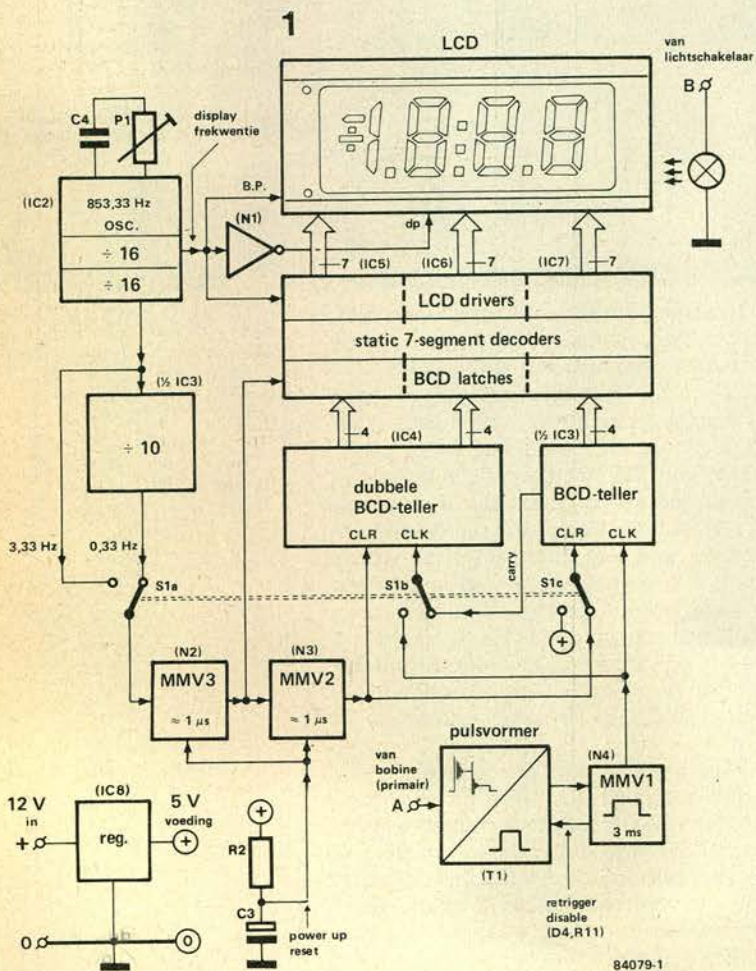 1
LCD
van
lichtschakelaar
B
C4
P1
display
frekwentie
(IC2)
853,33 Hz
OSC.
÷ 16
÷ 16
B.P.
(N1)
dp
÷1.8:8.8
7
(IC5)
(IC6)
7
(IC7)
7
LCD drivers
static 7-segment decoders
BCD latches
(½ IC3)
÷ 10
4
(IC4)
4
(½ IC3)
4
dubbele
BCD-teller
CLR
CLK
BCD-teller
CLR
CLK
carry
3,33 Hz
0,33 Hz
S1a
S1b
S1c
+
(N2)
MMV3
≈ 1 µs
(N3)
MMV2
≈ 1 µs
pulsvormer
van
bobine
(primair)
A
(T1)
(N4)
MMV1
3 ms
retrigger
disable
(D4,R11)
12 V
in
+
(IC8)
reg.
5 V
voeding
+
0
0
+
R2
C3
power up
reset
84079-1